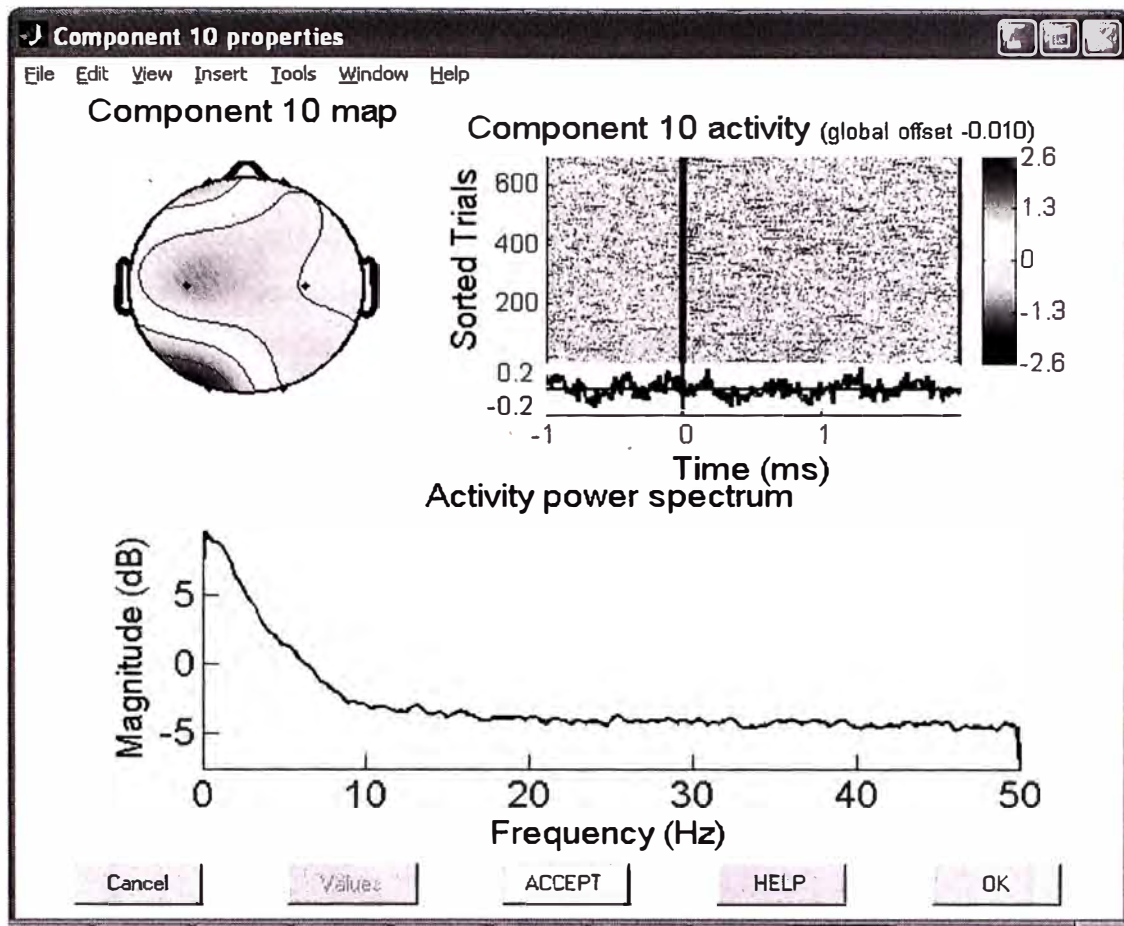 Component 10 properties
File Edit View Insert Tools Window Help
Component 10 map
Component 10 activity (global offset -0.010)
Sorted Trials
600
400
200
0.2
-0.2
2.6
1.3
0
-1.3
-2.6
-1 0 1
Time (ms)
Activity power spectrum
Magnitude (dB)
5
0
-5
0 10 20 30 40 50
Frequency (Hz)
Cancel Values ACCEPT HELP OK